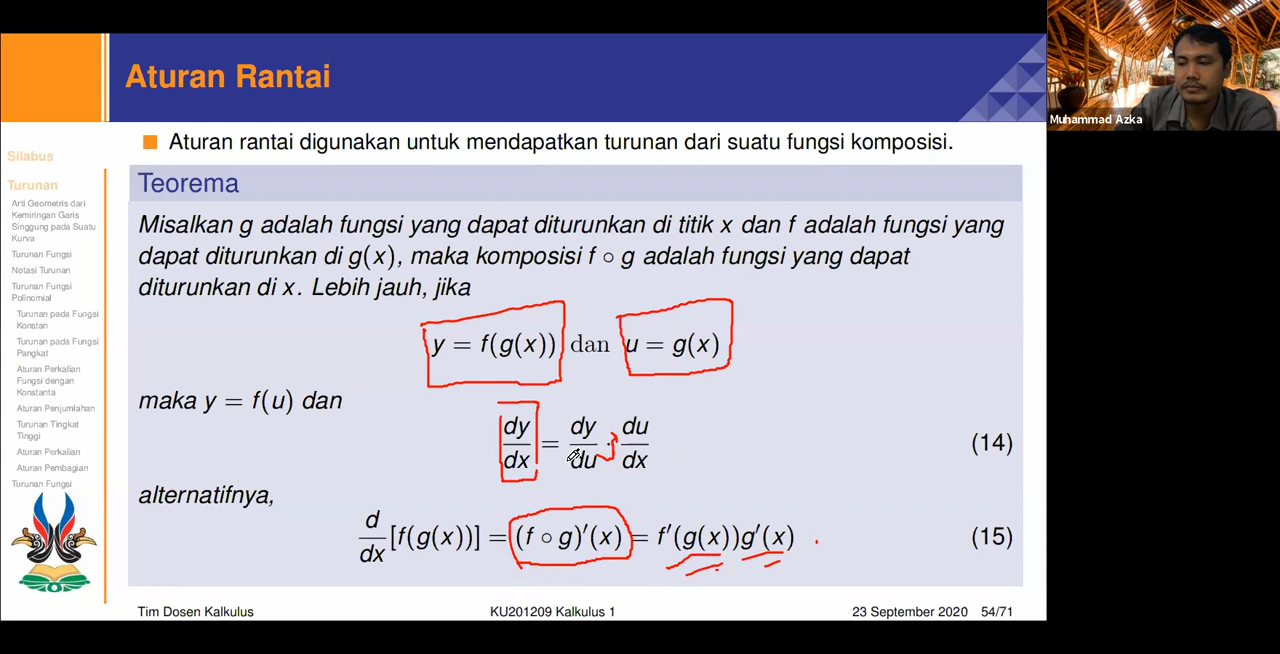 Aturan Rantai
Muhammad Azka
Aturan rantai digunakan untuk mendapatkan turunan dari suatu fungsi komposisi.
Silabus
Turunan
Arti Geometris dari
Kemiringan Garis
Singgung pada Suatu
Kurva
Turunan Fungsi
Notasi Turunan
Turunan Fungsi
Polinomial
Turunan pada Fungsi
Konstan
Turunan pada Fungsi
Pangkat
Aturan Perkalian
Fungsi dengan
Konstanta
Aturan Penjumlahan
Turunan Tingkat
Tinggi
Aturan Perkalian
Aturan Pembagian
Turunan Fungsi
Teorema
Misalkan g adalah fungsi yang dapat diturunkan di titik x dan f adalah fungsi yang
dapat diturunkan di g(x), maka komposisi f ∘ g adalah fungsi yang dapat
diturunkan di x. Lebih jauh, jika
y = f(g(x)) dan u = g(x)
maka y = f(u) dan
dy/dx = dy/du · du/dx (14)
alternatifnya,
d/dx [f(g(x))] = (f ∘ g)′(x) = f′(g(x))g′(x) (15)
Tim Dosen Kalkulus KU201209 Kalkulus 1 23 September 2020 54/71